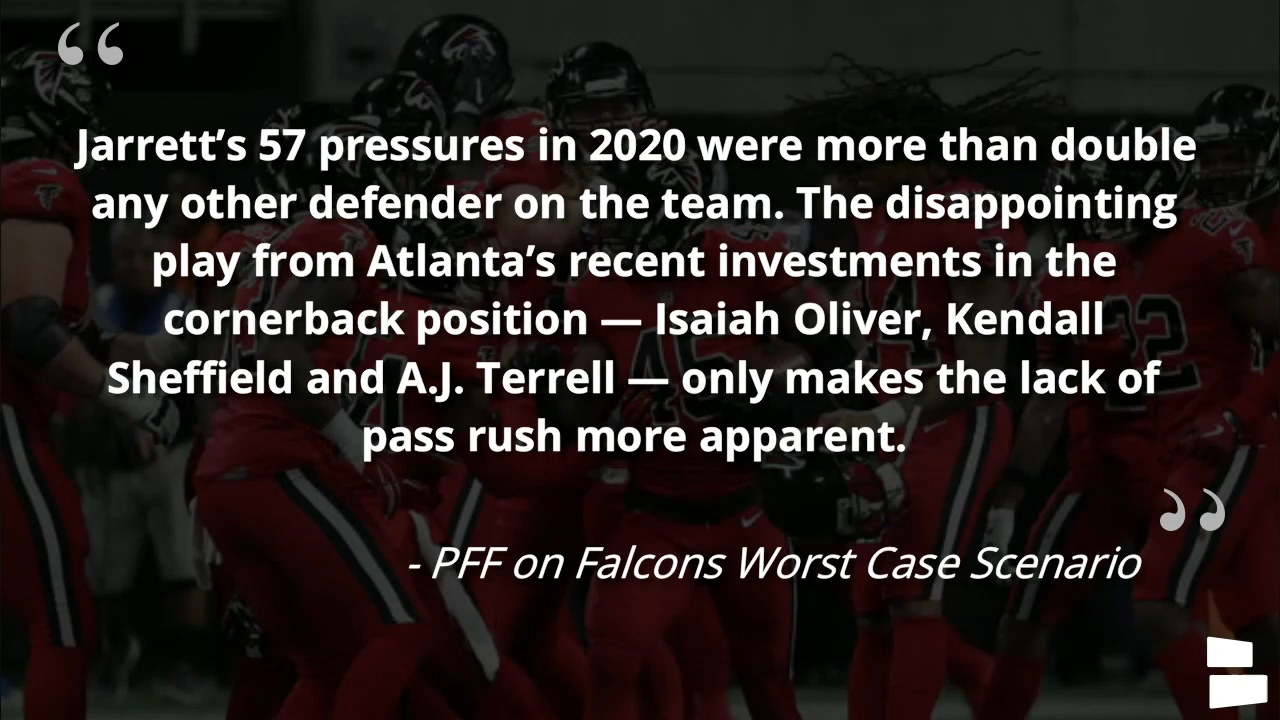 “
Jarrett’s 57 pressures in 2020 were more than double
any other defender on the team. The disappointing
play from Atlanta’s recent investments in the
cornerback position — Isaiah Oliver, Kendall
Sheffield and A.J. Terrell — only makes the lack of
pass rush more apparent.
”
- PFF on Falcons Worst Case Scenario